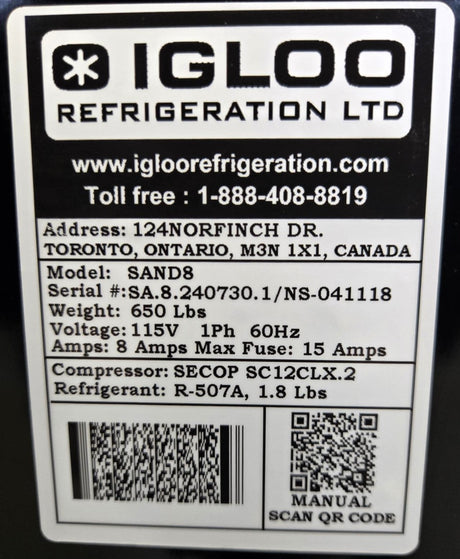 IGLOO
REFRIGERATION LTD
www.igloorefrigeration.com
Toll free : 1-888-408-8819
Address: 124NORFINCH DR.
TORONTO, ONTARIO, M3N 1X1, CANADA
Model: SAND8
Serial #:SA.8.240730.1/NS-041118
Weight: 650 Lbs
Voltage: 115V 1Ph 60Hz
Amps: 8 Amps Max Fuse: 15 Amps
Compressor: SECOP SC12CLX.2
Refrigerant: R-507A, 1.8 Lbs
MANUAL
SCAN QR CODE